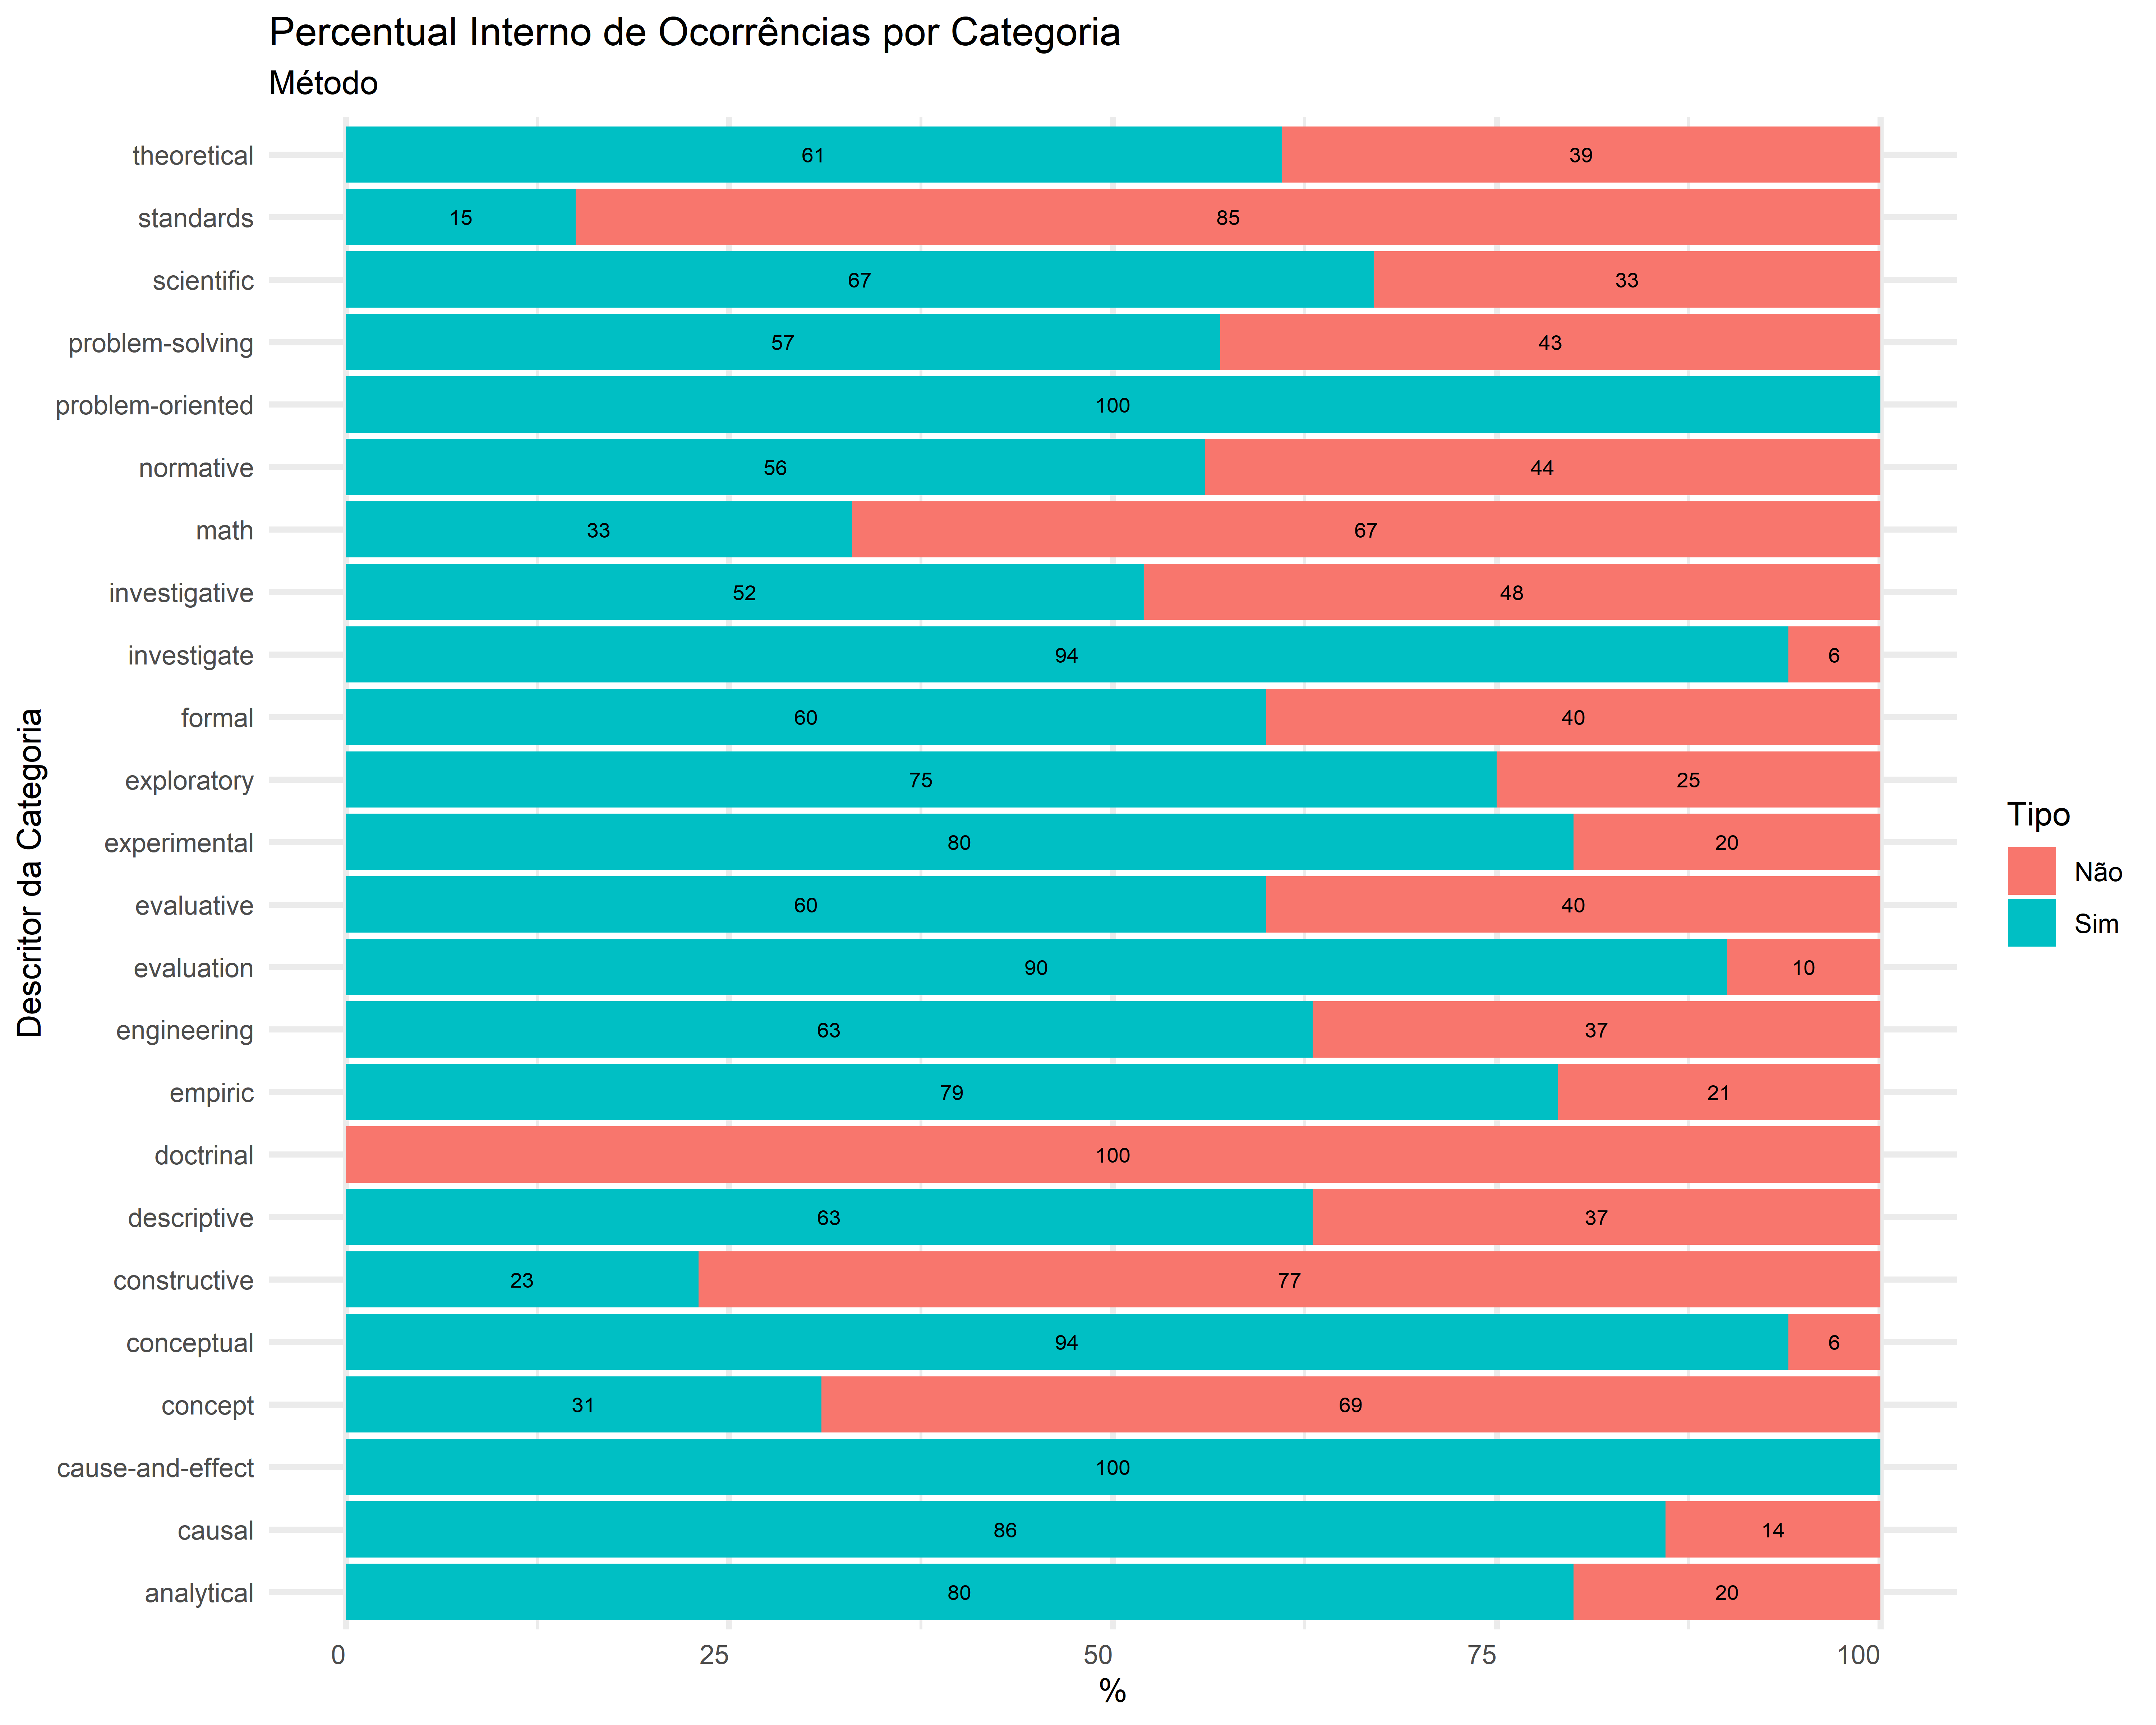 Percentual Interno de Ocorrências por Categoria
Método
theoretical 61 39
standards 15 85
scientific 67 33
problem-solving 57 43
problem-oriented 100
normative 56 44
math 33 67
investigative 52 48
investigate 94 6
formal 60 40
exploratory 75 25
experimental 80 20
evaluative 60 40
evaluation 90 10
engineering 63 37
empiric 79 21
doctrinal 100
descriptive 63 37
constructive 23 77
conceptual 94 6
concept 31 69
cause-and-effect 100
causal 86 14
analytical 80 20
0 25 50 75 100
%
Descritor da Categoria
Tipo
Não
Sim